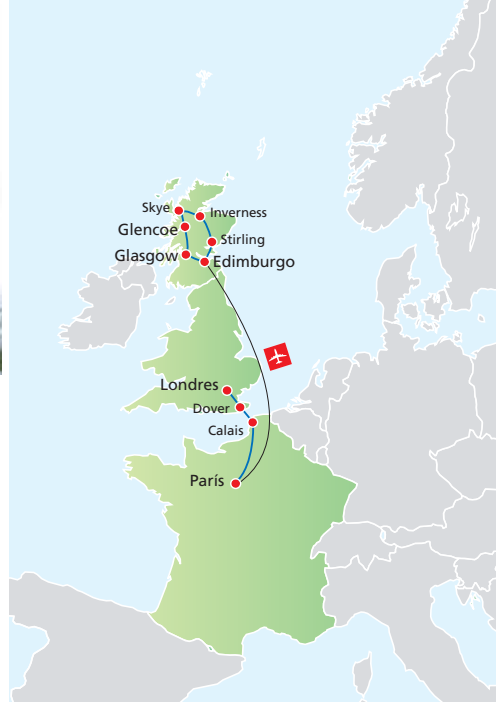 Skye
Inverness
Glencoe
Stirling
Glasgow
Edimburgo
Londres
Dover
Calais
París